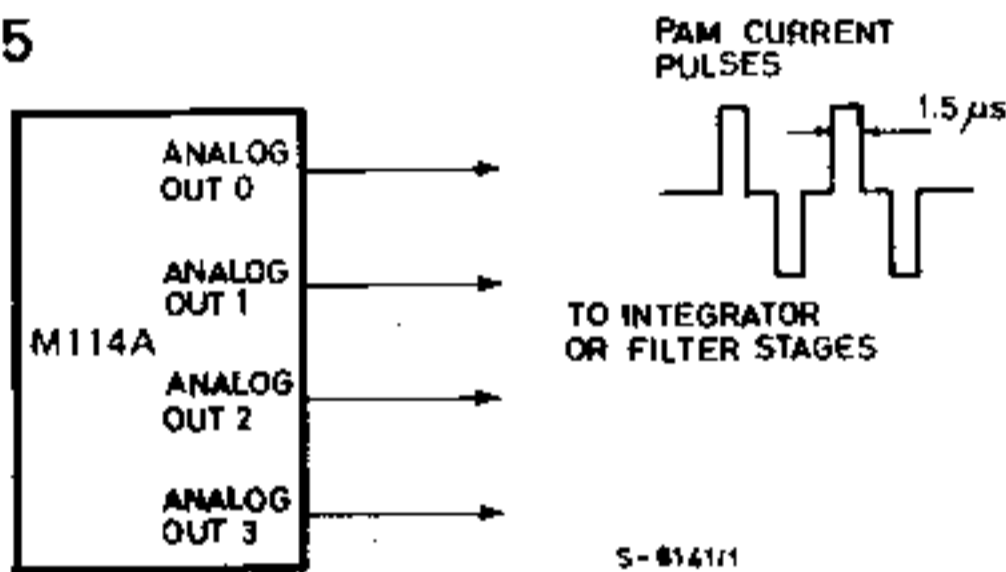 5
PAM CURRENT
PULSES
1.5 µs
ANALOG
OUT 0
ANALOG
OUT 1
M114A
TO INTEGRATOR
OR FILTER STAGES
ANALOG
OUT 2
ANALOG
OUT 3